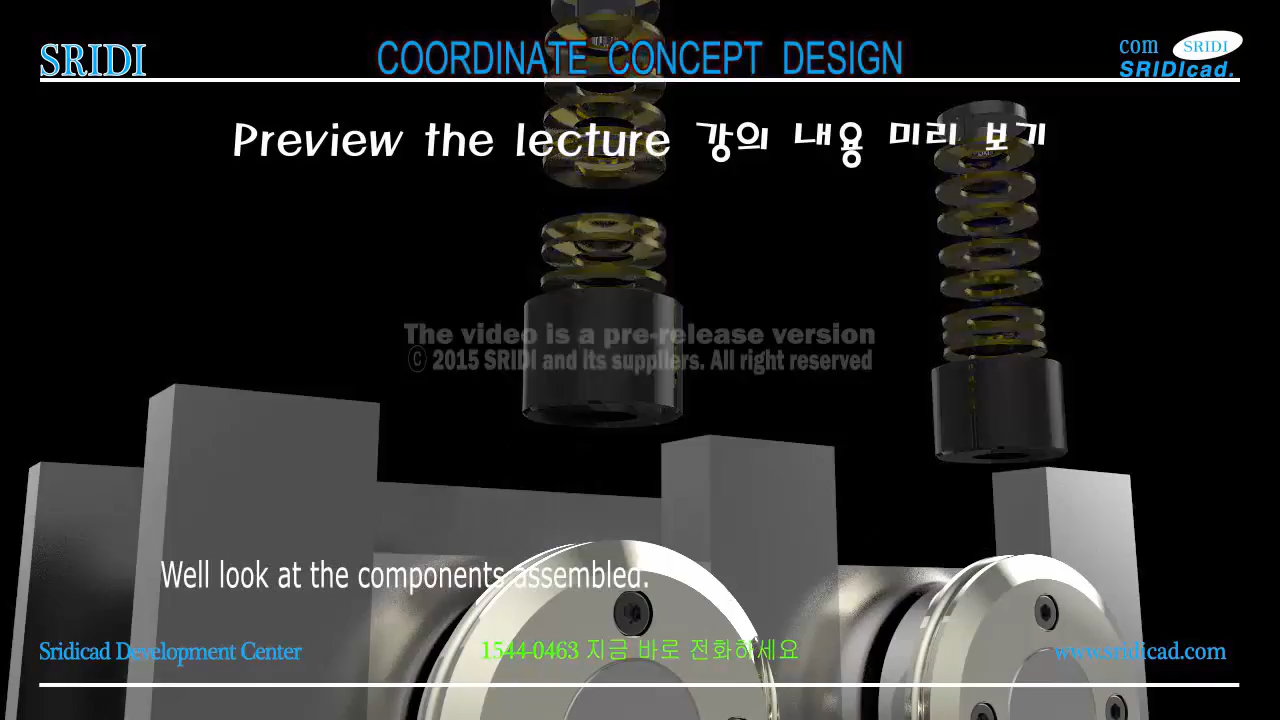 SRIDI
COORDINATE CONCEPT DESIGN
com SRIDI
SRIDIcad.
Preview the lecture 강의 내용 미리 보기
The video is a pre-release version
© 2015 SRIDI and its suppliers. All right reserved
Well look at the components assembled.
Sridicad Development Center
1544-0463 지금 바로 전화하세요
www.sridicad.com